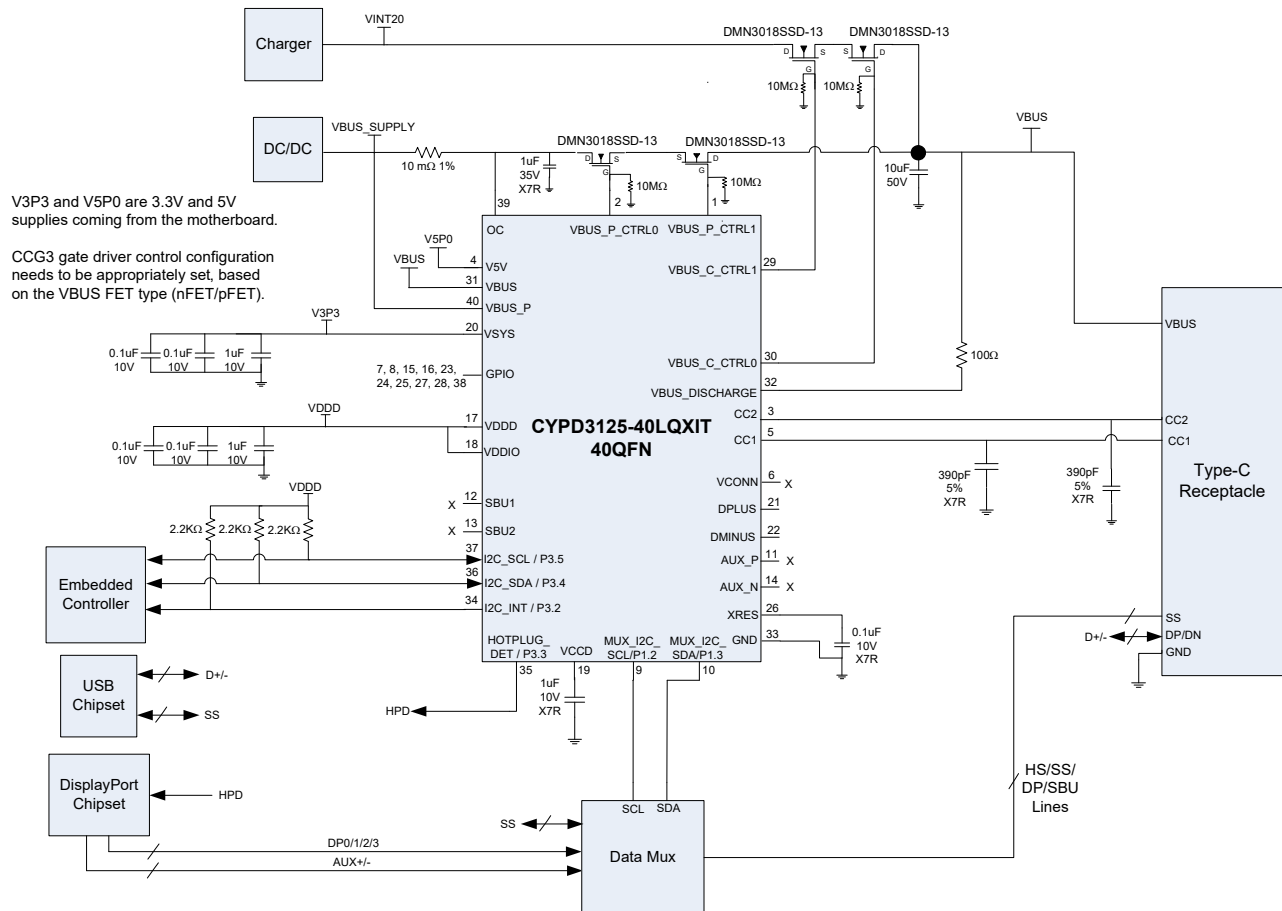 VINT20
Charger
DMN3018SSD-13
DMN3018SSD-13
D
S
G
S
D
G
10MΩ
10MΩ
VBUS_SUPPLY
DC/DC
10 mΩ 1%
1uF
35V
X7R
DMN3018SSD-13
DMN3018SSD-13
D
S
G
S
D
G
10MΩ
10MΩ
VBUS
10uF
50V
V3P3 and V5P0 are 3.3V and 5V
supplies coming from the motherboard.
CCG3 gate driver control configuration
needs to be appropriately set, based
on the VBUS FET type (nFET/pFET).
39
2
1
OC
VBUS_P_CTRL0
VBUS_P_CTRL1
V5P0
4
V5V
VBUS
31
VBUS
40
VBUS_P
29
VBUS_C_CTRL1
V3P3
20
VSYS
0.1uF
10V
0.1uF
10V
1uF
10V
7, 8, 15, 16, 23,
24, 25, 27, 28, 38
GPIO
30
VBUS_C_CTRL0
32
VBUS_DISCHARGE
100Ω
VDDD
17
VDDD
18
VDDIO
0.1uF
10V
0.1uF
10V
1uF
10V
CYPD3125-40LQXIT
40QFN
3
CC2
5
CC1
390pF
5%
X7R
390pF
5%
X7R
VBUS
CC2
CC1
Type-C
Receptacle
SS
D+/-
DP/DN
GND
VDDD
2.2KΩ
2.2KΩ
2.2KΩ
X
12
SBU1
X
13
SBU2
37
I2C_SCL / P3.5
36
I2C_SDA / P3.4
34
I2C_INT / P3.2
Embedded
Controller
6
VCONN
X
21
DPLUS
22
DMINUS
11
AUX_P
X
14
AUX_N
X
26
XRES
33
GND
0.1uF
10V
X7R
HOTPLUG_
DET / P3.3
VCCD
MUX_I2C_
SCL/P1.2
MUX_I2C_
SDA/P1.3
35
19
9
10
1uF
10V
X7R
USB
Chipset
D+/-
SS
HPD
DisplayPort
Chipset
HPD
DP0/1/2/3
AUX+/-
SS
SCL
SDA
Data Mux
HS/SS/
DP/SBU
Lines